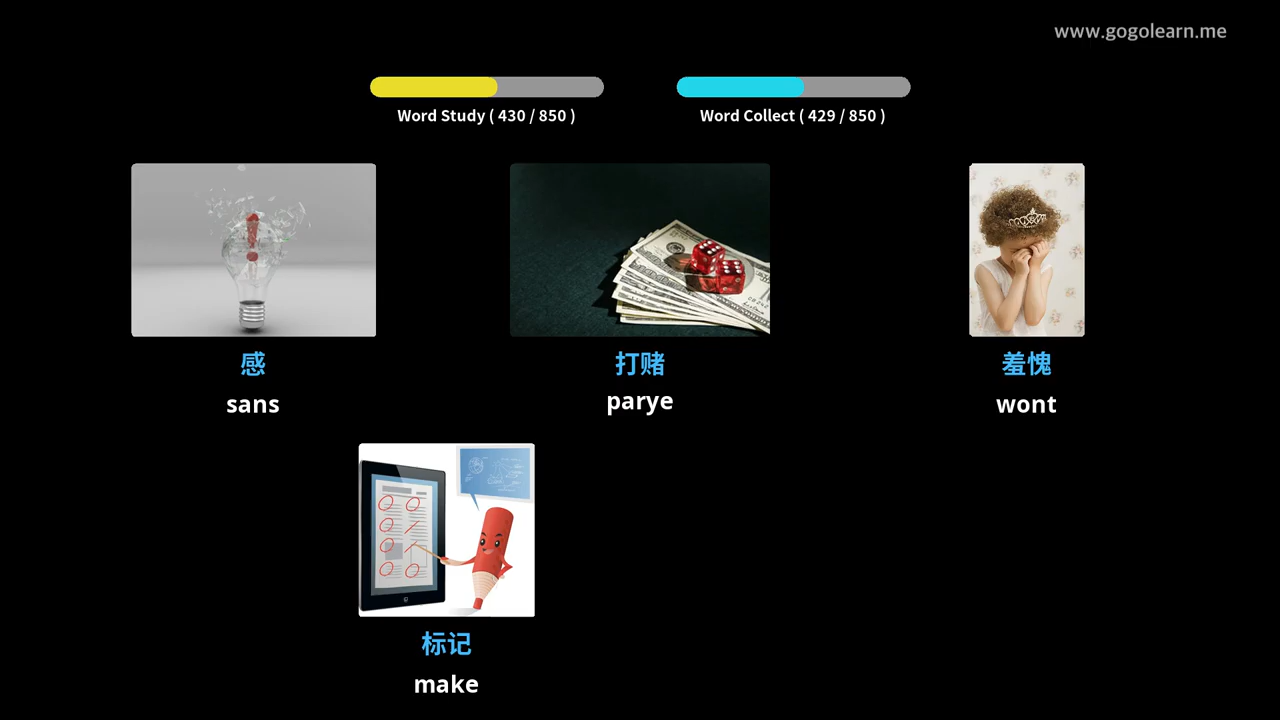 www.gogolearn.me
Word Study ( 430 / 850 )
Word Collect ( 429 / 850 )
感
sans
打赌
parye
羞愧
wont
标记
make